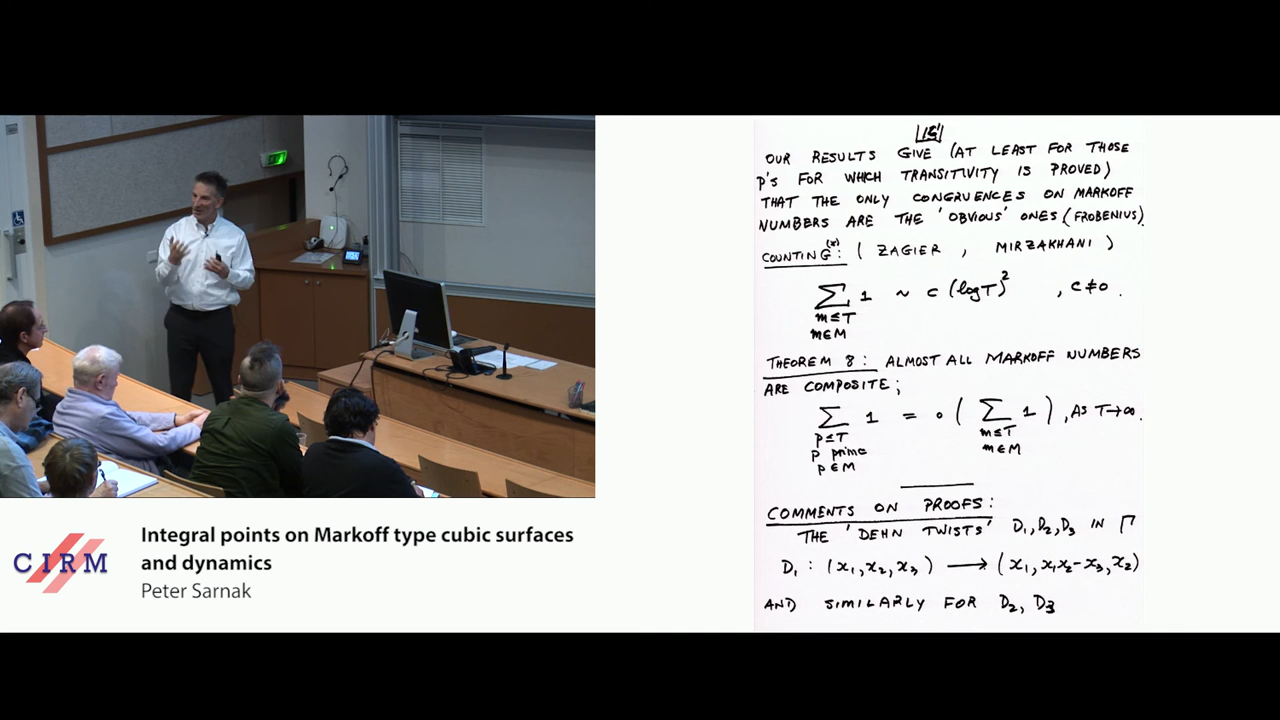 15
OUR RESULTS GIVE (AT LEAST FOR THOSE
P'S FOR WHICH TRANSITIVITY IS PROVED)
THAT THE ONLY CONGRUENCES ON MARKOFF
NUMBERS ARE THE 'OBVIOUS' ONES (FROBENIUS).
COUNTING(*): ( ZAGIER , MIRZAKHANI )
∑ 1 ~ c (log T)² , c ≠ 0 .
m ≤ T
m ∈ M
THEOREM 8: ALMOST ALL MARKOFF NUMBERS
ARE COMPOSITE;
∑ 1 = o ( ∑ 1 ) , AS T→∞.
p ≤ T m ≤ T
p prime m ∈ M
p ∈ M
COMMENTS ON PROOFS:
THE 'DEHN TWISTS' D₁, D₂, D₃ IN Γ
D₁ : (x₁, x₂, x₃) ⟶ (x₁, x₁x₂-x₃, x₂)
AND SIMILARLY FOR D₂, D₃
CIRM
Integral points on Markoff type cubic surfaces
and dynamics
Peter Sarnak